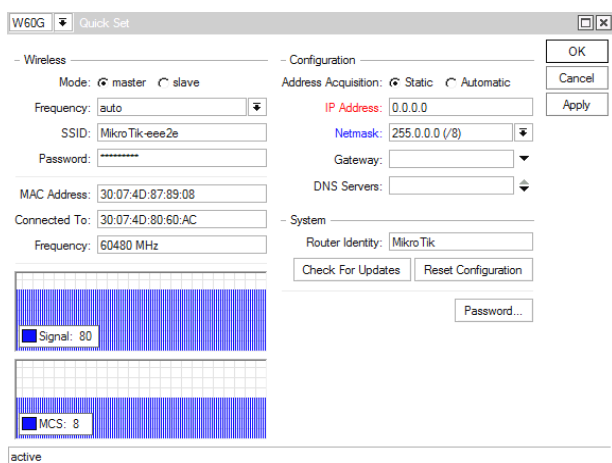 W60G Quick Set
Wireless
Mode: master slave
Frequency: auto
SSID: MikroTik-eee2e
Password: *********
MAC Address: 30:07:4D:87:89:08
Connected To: 30:07:4D:80:60:AC
Frequency: 60480 MHz
Signal: 80
MCS: 8
Configuration
Address Acquisition: Static Automatic
IP Address: 0.0.0.0
Netmask: 255.0.0.0 (/8)
Gateway:
DNS Servers:
System
Router Identity: MikroTik
Check For Updates Reset Configuration
Password...
OK
Cancel
Apply
active